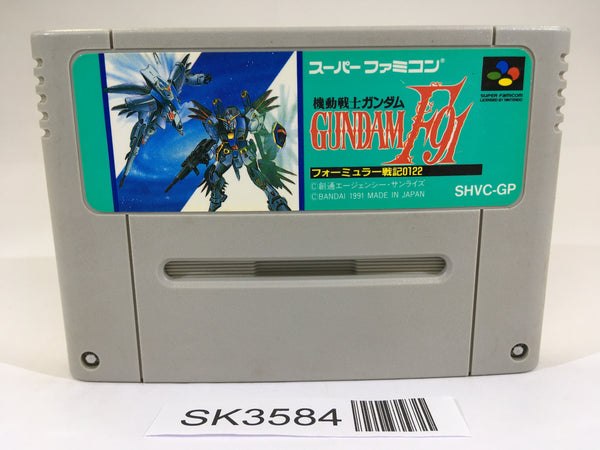 スーパーファミコン®
機動戦士ガンダム
GUNDAM F91
フォーミュラー戦記0122
©創通エージェンシー・サンライズ
©BANDAI 1991 MADE IN JAPAN
SUPER FAMICOM
LICENSED BY NINTENDO
SHVC-GP
SK3584